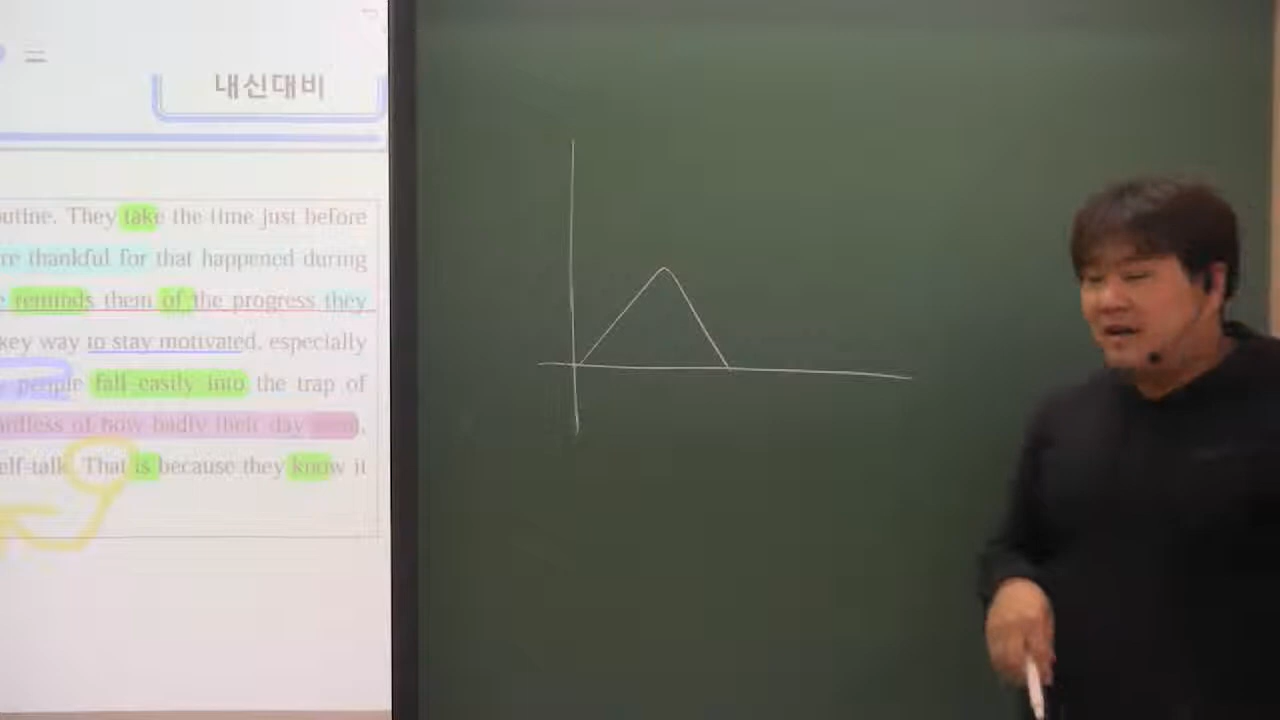 내신대비
outine. They take the time just before
re thankful for that happened during
e reminds them of the progress they
key way to stay motivated, especially
people fall easily into the trap of
ardless of how badly their day
elf-talk. That is because they know it